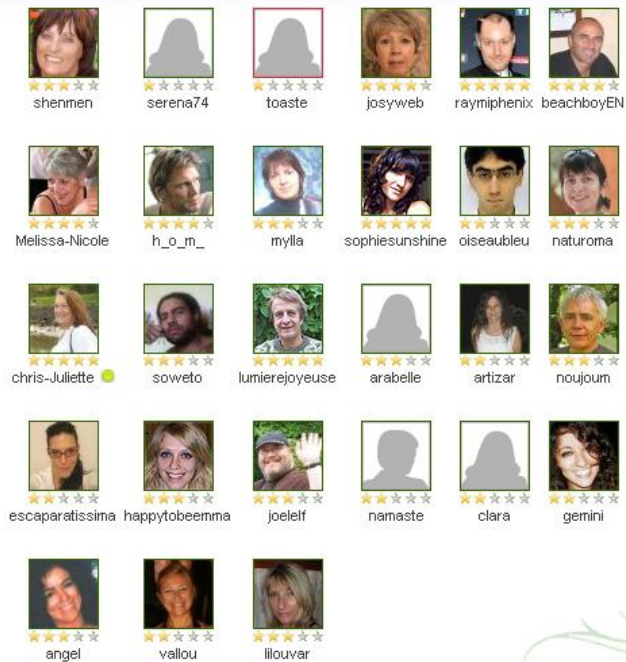 shenmen serena74 toaste josyweb raymiphenix beachboyEN
Melissa-Nicole h_o_m_ mylla sophiesunshine oiseaubleu naturoma
chris-Juliette soweto lumierejoyeuse arabelle artizar noujoum
escaparatissima happytobeemma joelelf namaste clara gemini
angel vallou lilouvar